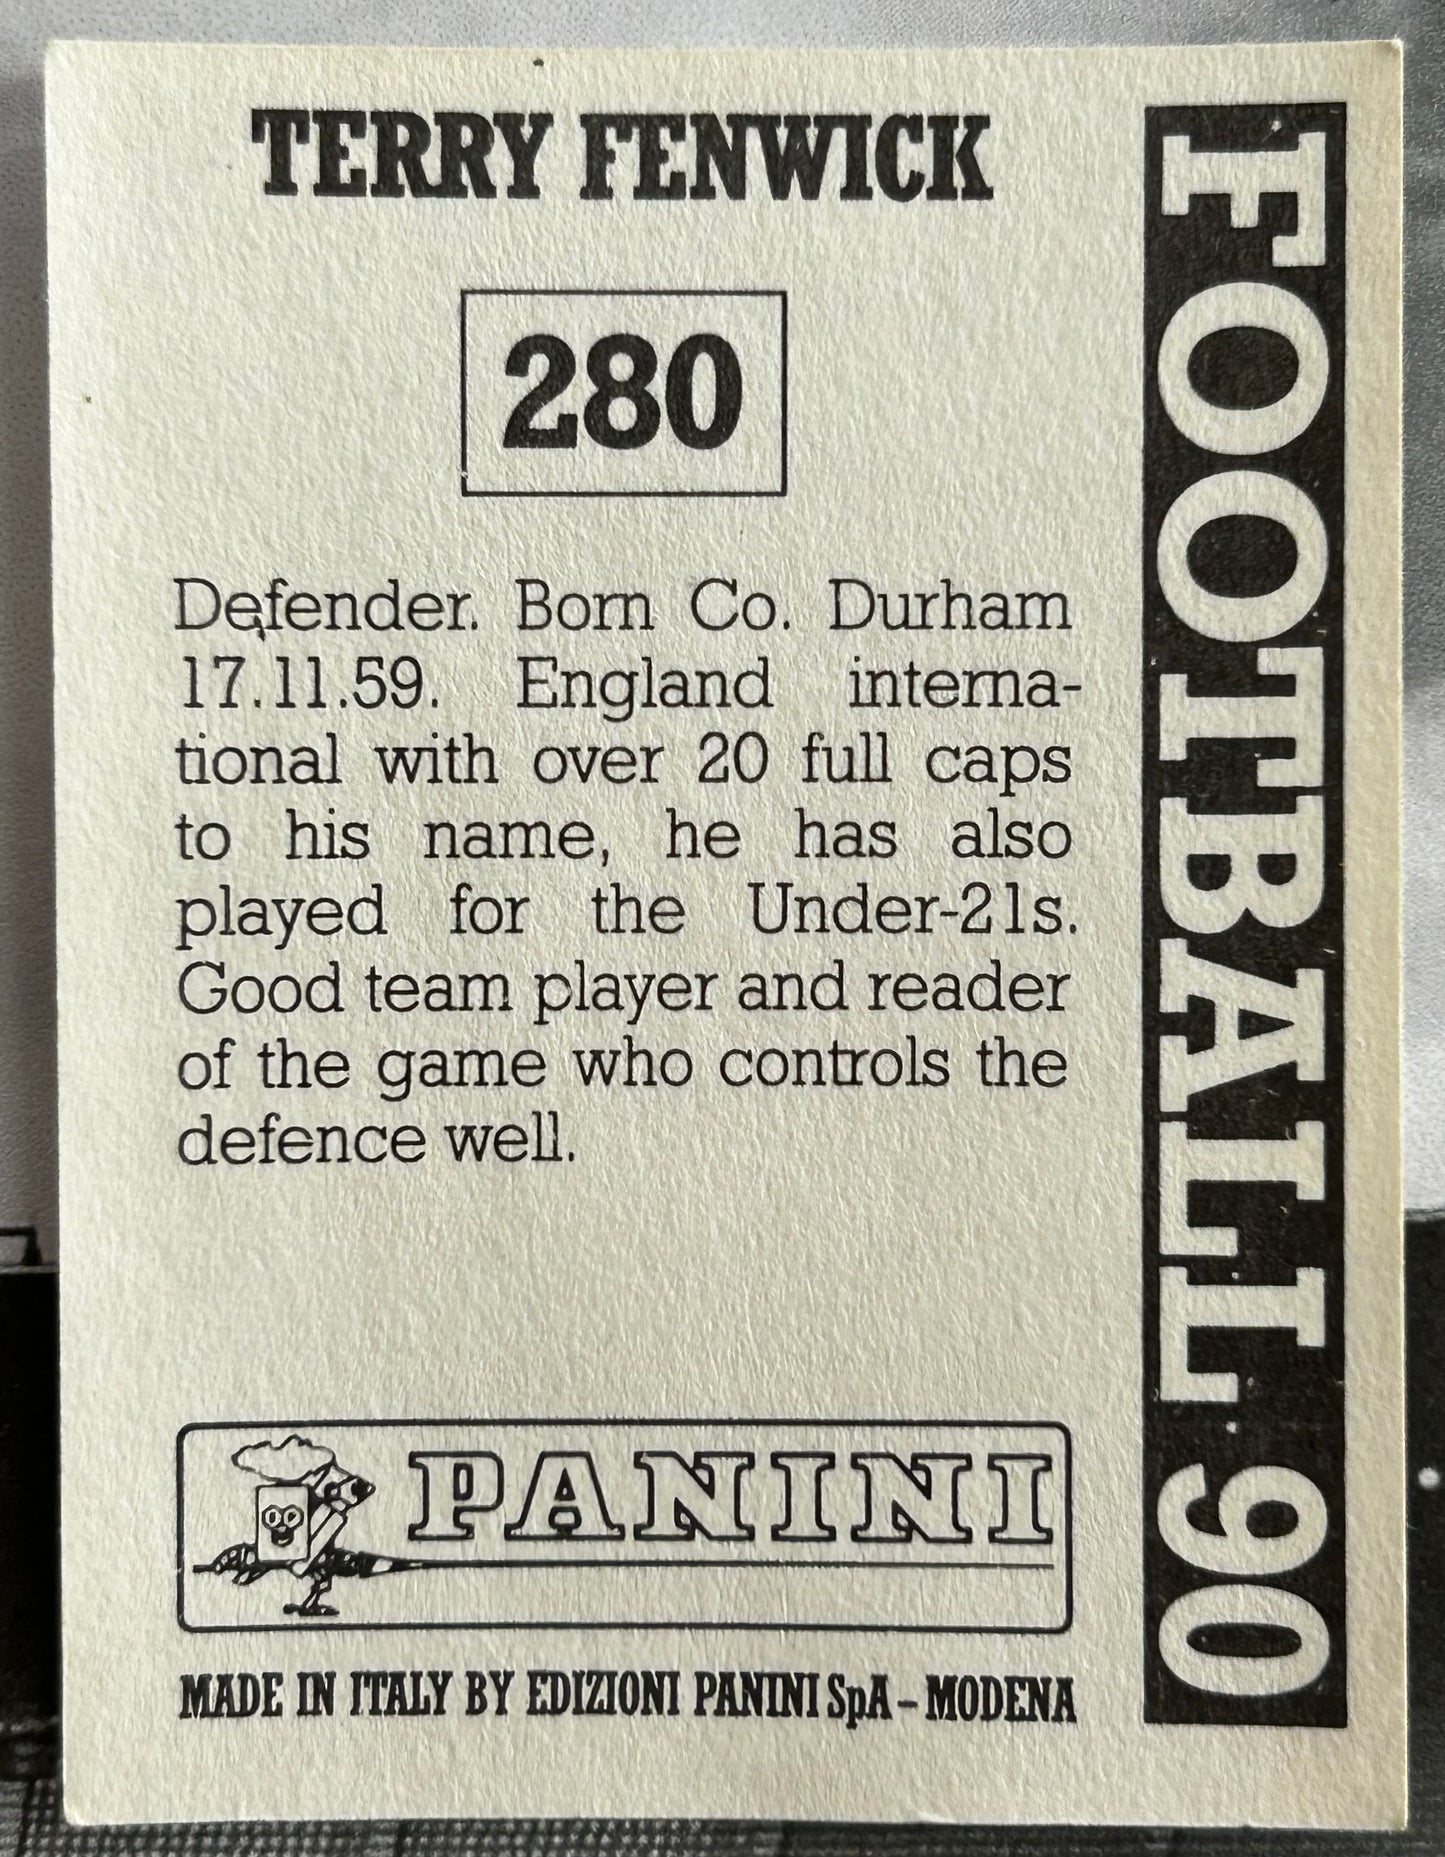 TERRY FENWICK
280
Defender. Born Co. Durham
17.11.59. England interna-
tional with over 20 full caps
to his name, he has also
played for the Under-21s.
Good team player and reader
of the game who controls the
defence well.
PANINI
MADE IN ITALY BY EDIZIONI PANINI SpA – MODENA
FOOTBALL 90